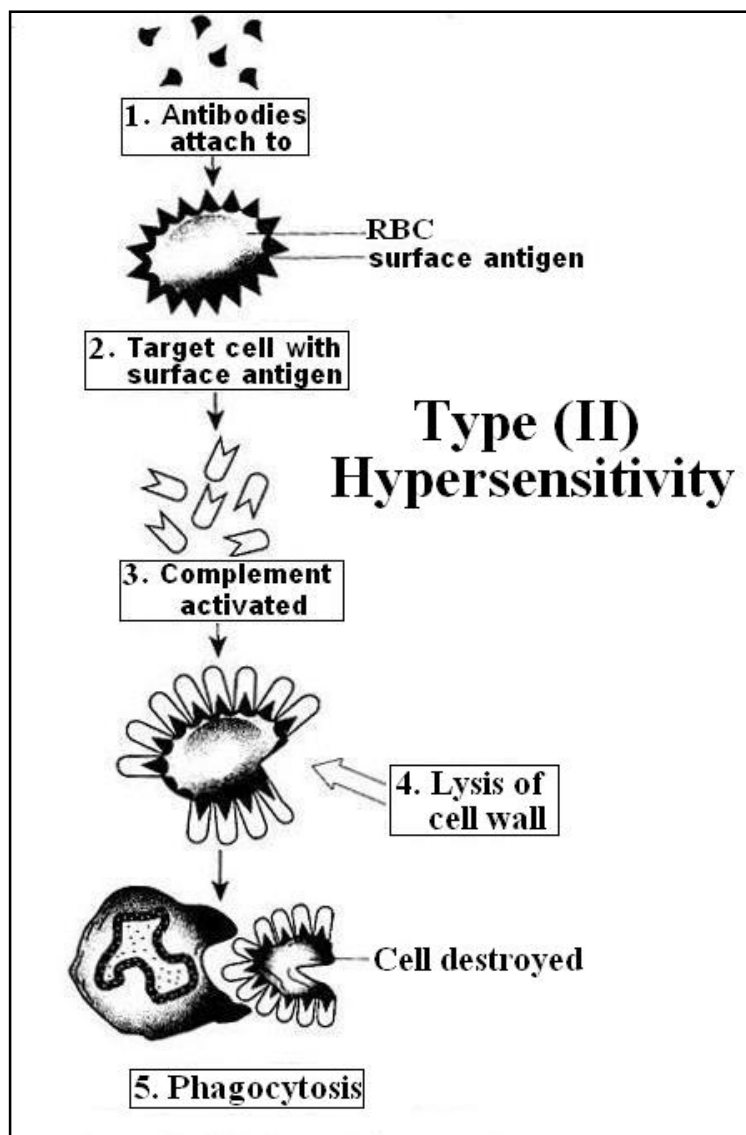 1. Antibodies
attach to
RBC
surface antigen
2. Target cell with
surface antigen
Type (II)
Hypersensitivity
3. Complement
activated
4. Lysis of
cell wall
Cell destroyed
5. Phagocytosis